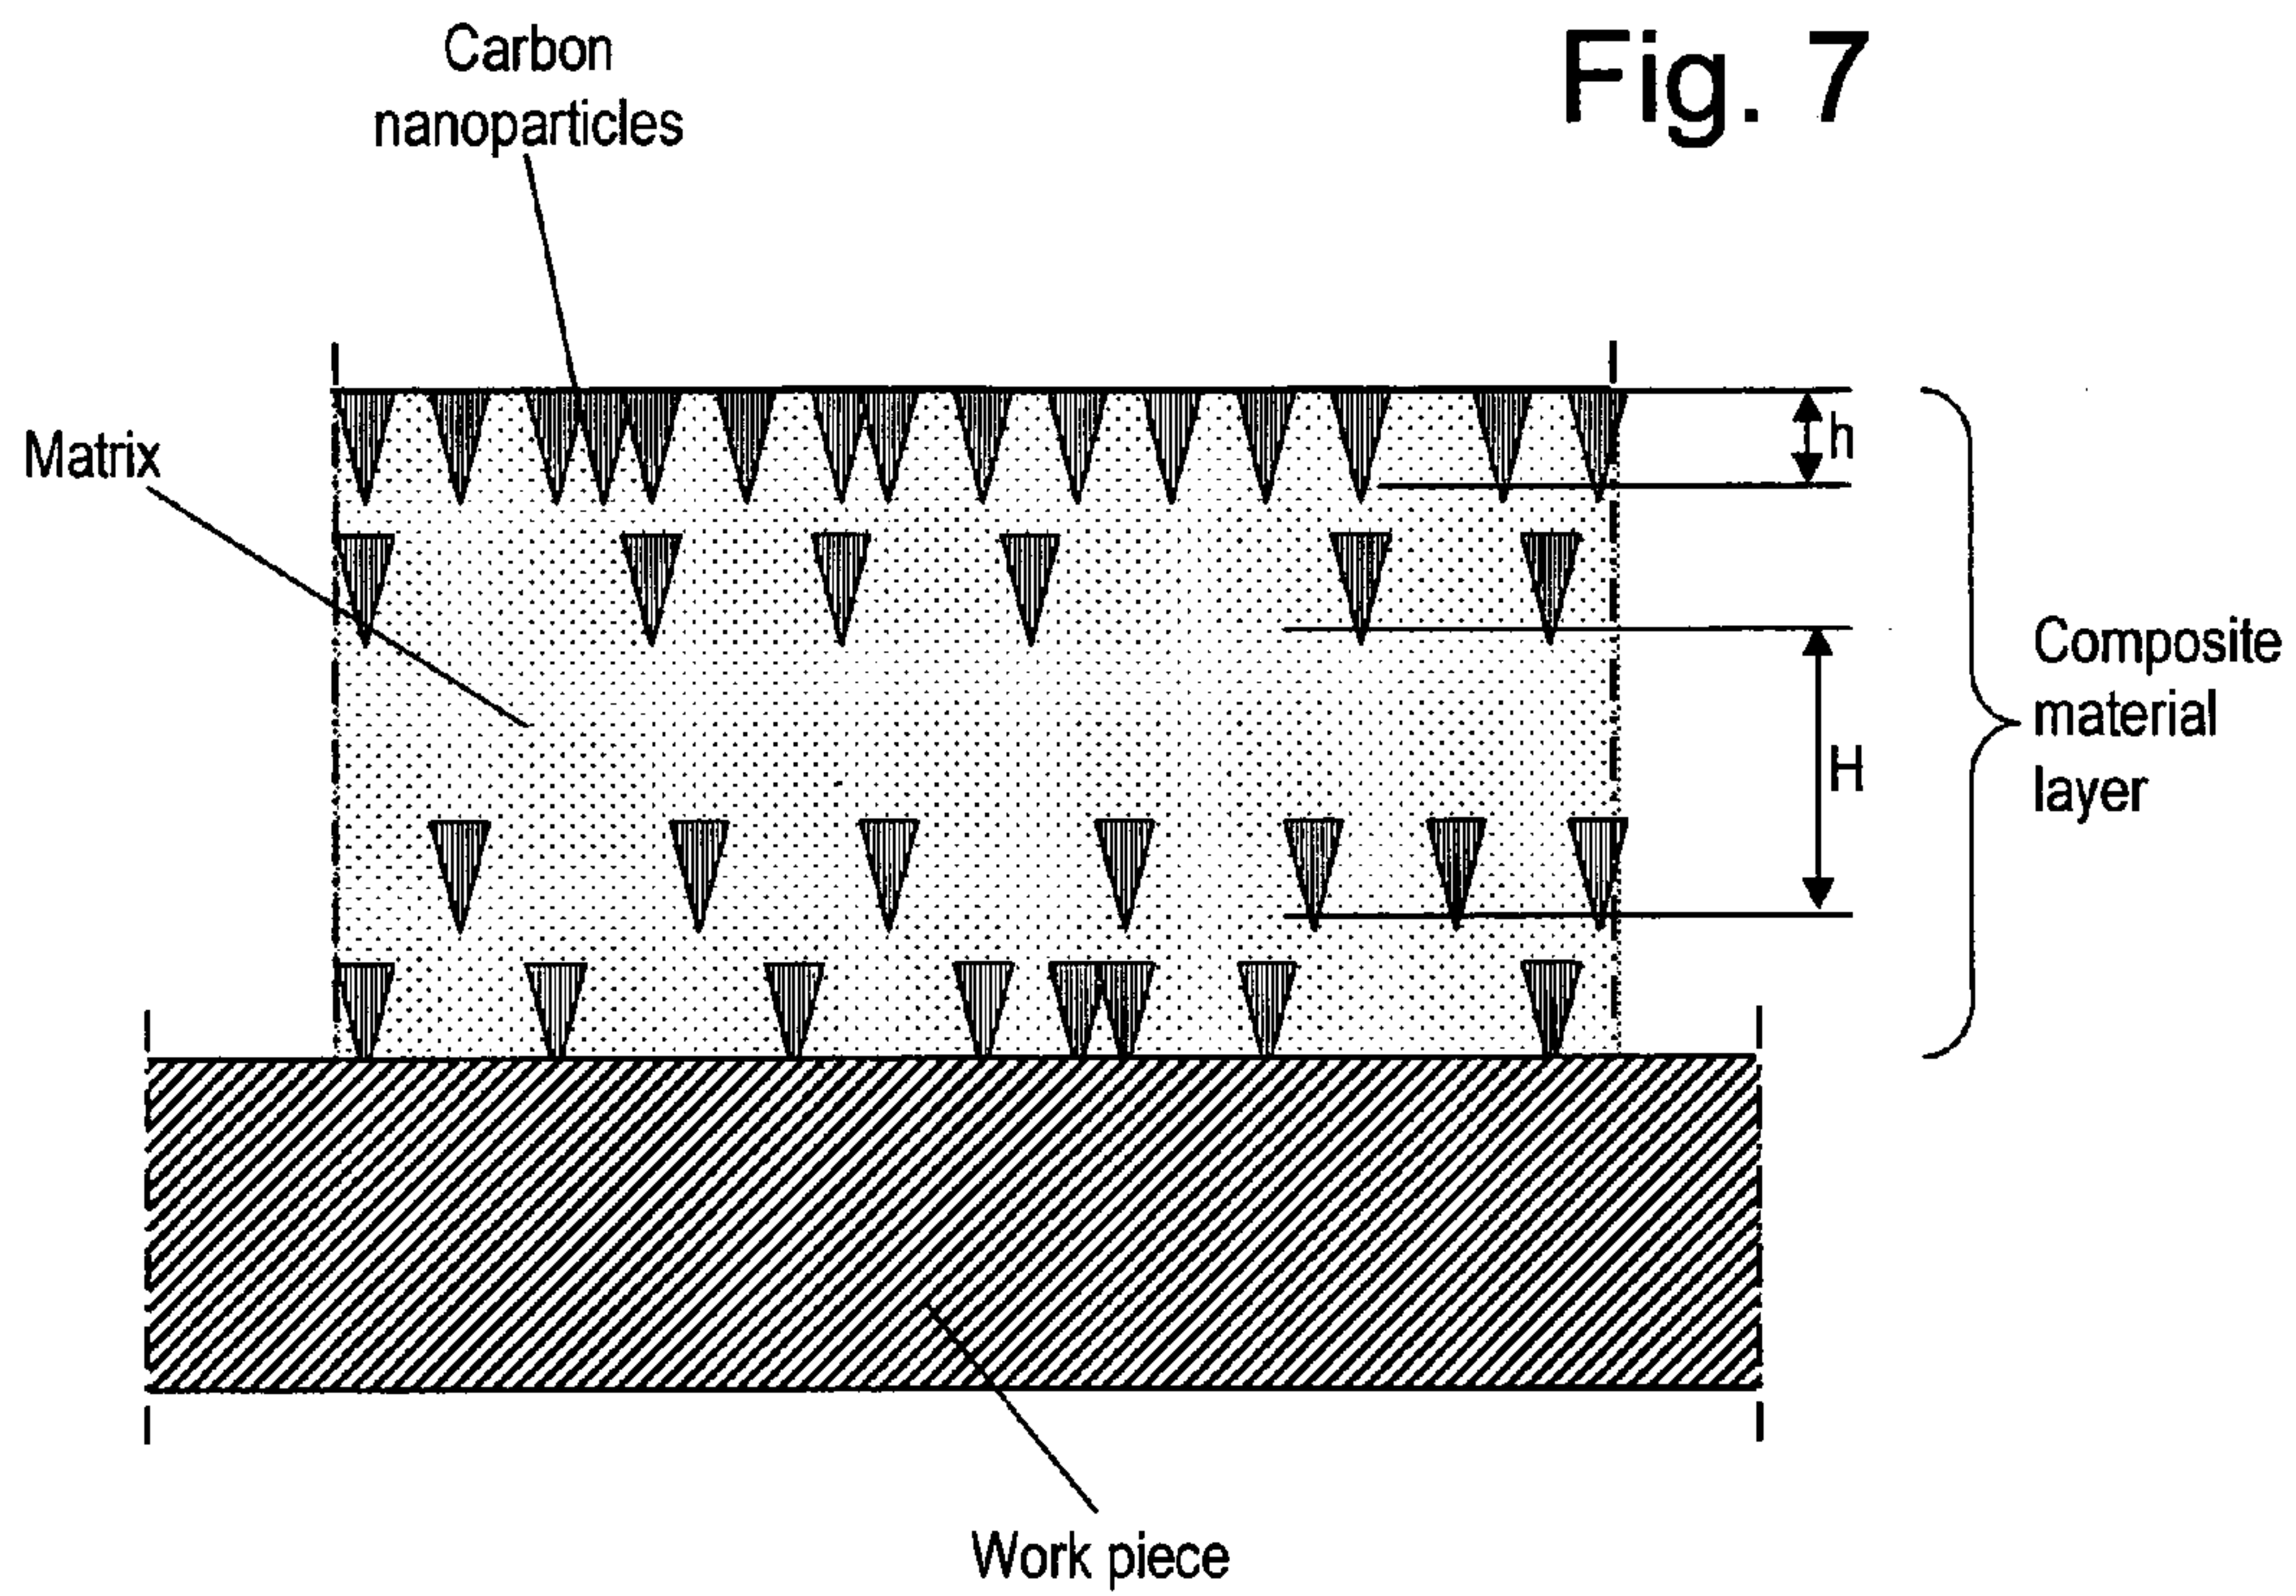 Fig. 7
Carbon
nanoparticles
Matrix
h
H
Composite
material
layer
Work piece